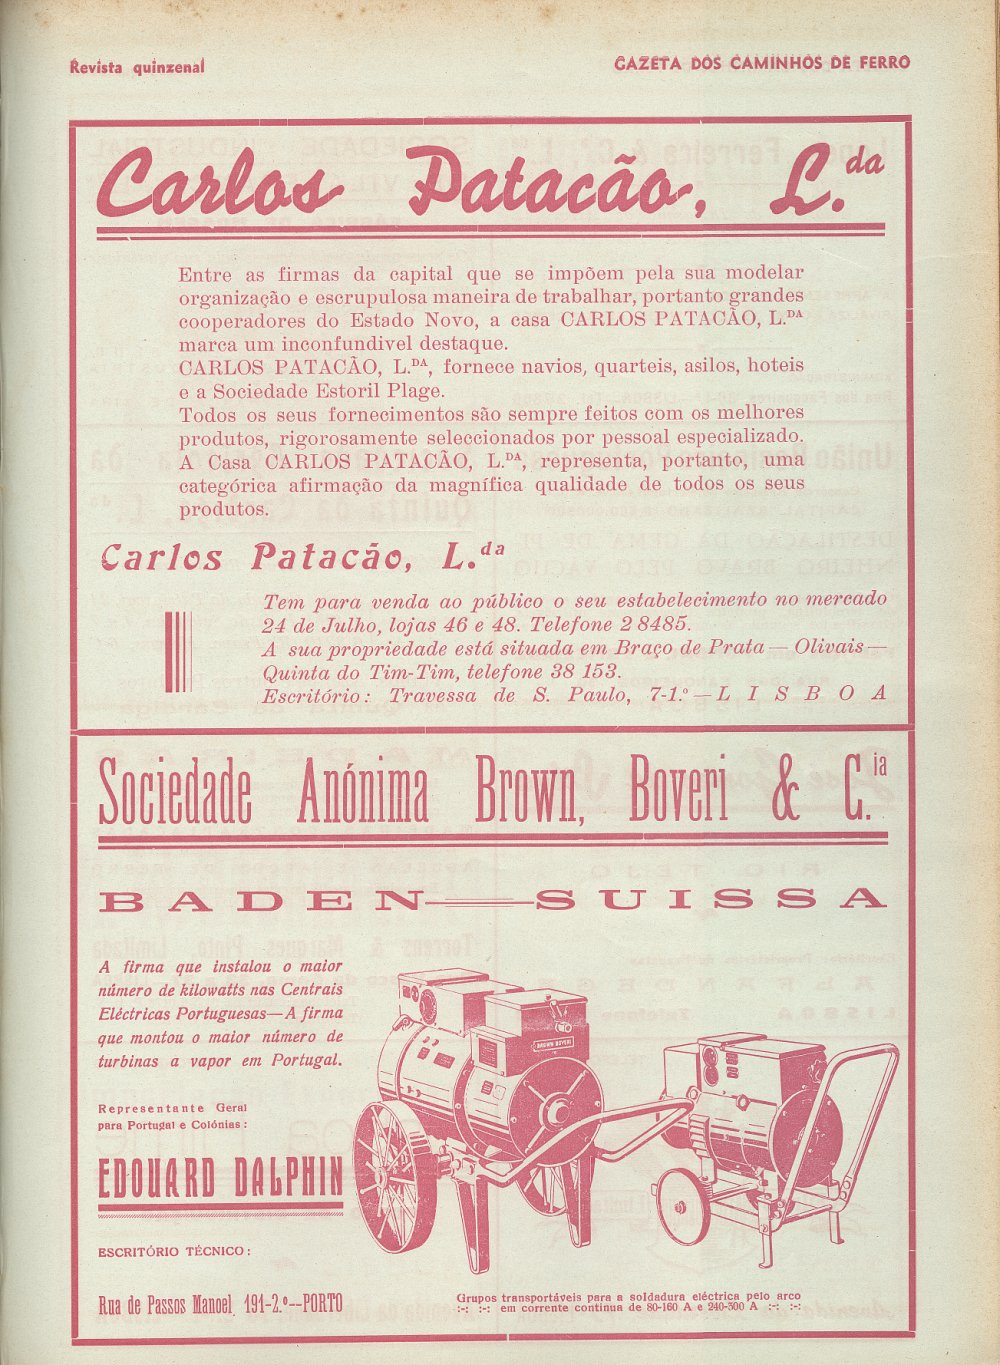 Revista quinzenal
GAZETA DOS CAMINHOS DE FERRO
Carlos Patacão, L.da
Entre as firmas da capital que se impõem pela sua modelar
organização e escrupulosa maneira de trabalhar, portanto grandes
cooperadores do Estado Novo, a casa CARLOS PATACÃO, L.DA
marca um inconfundivel destaque.
CARLOS PATACÃO, L.DA, fornece navios, quarteis, asilos, hoteis
e a Sociedade Estoril Plage.
Todos os seus fornecimentos são sempre feitos com os melhores
produtos, rigorosamente seleccionados por pessoal especializado.
A Casa CARLOS PATACÃO, L.DA, representa, portanto, uma
categórica afirmação da magnífica qualidade de todos os seus
produtos.
Carlos Patacão, L.da
Tem para venda ao público o seu estabelecimento no mercado
24 de Julho, lojas 46 e 48. Telefone 2 8485.
A sua propriedade está situada em Braço de Prata — Olivais —
Quinta do Tim-Tim, telefone 38 153.
Escritório: Travessa de S. Paulo, 7-1.º — LISBOA
Sociedade Anónima Brown, Boveri & C.ia
BADEN — SUISSA
A firma que instalou o maior
número de kilowatts nas Centrais
Eléctricas Portuguesas—A firma
que montou o maior número de
turbinas a vapor em Portugal.
Representante Geral
para Portugal e Colónias:
EDOUARD DALPHIN
ESCRITÓRIO TÉCNICO:
Rua de Passos Manoel, 191-2.º--PORTO
BROWN BOVERI
Grupos transportáveis para a soldadura eléctrica pelo arco
:-: :-: em corrente continua de 80-160 A e 240-300 A :-: :-: